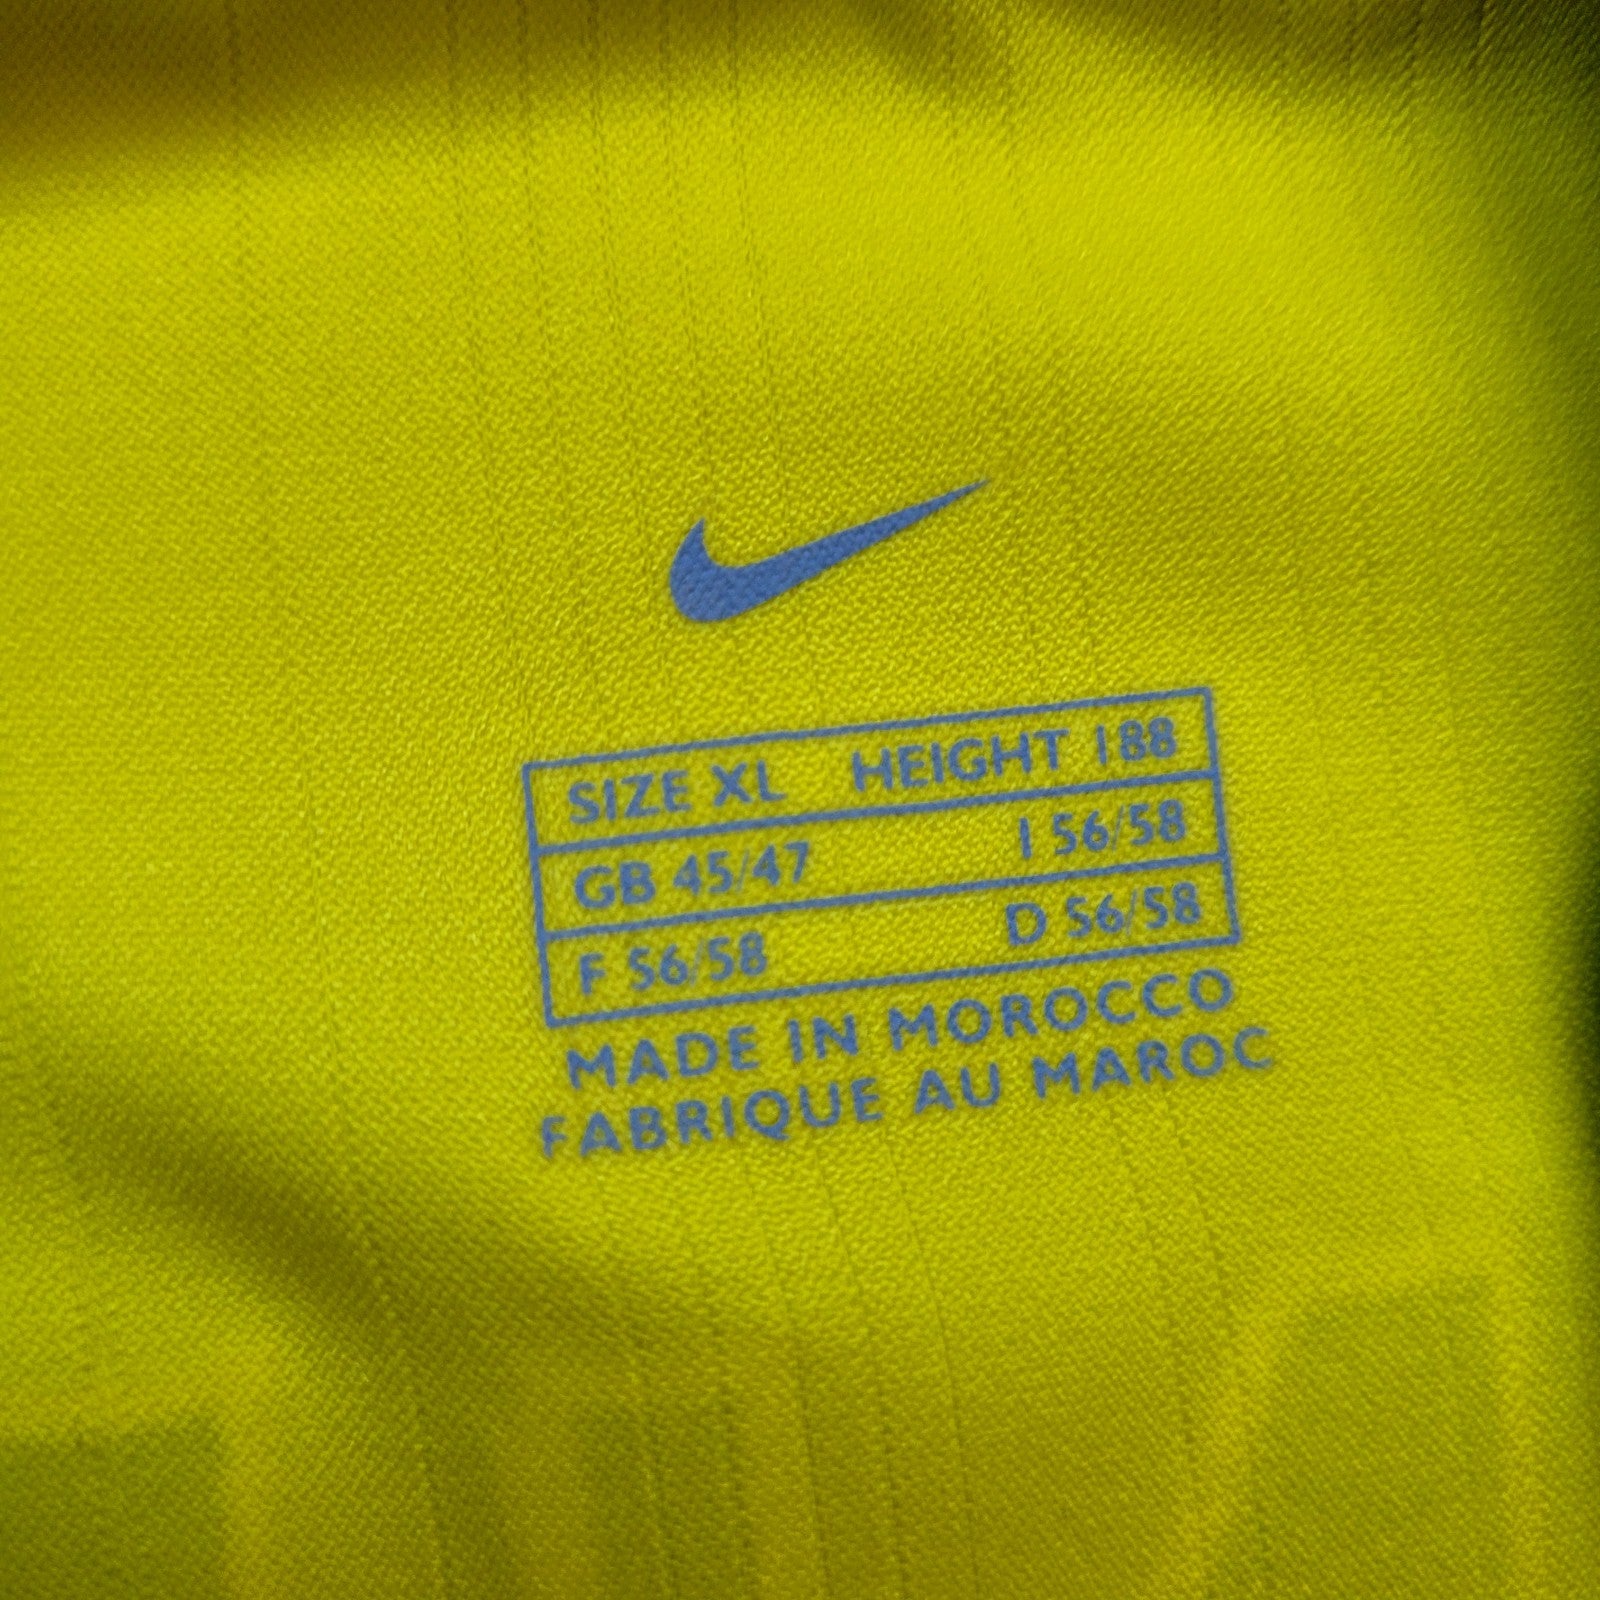 SIZE XL HEIGHT 188
GB 45/47 I 56/58
F 56/58 D 56/58
MADE IN MOROCCO
FABRIQUE AU MAROC